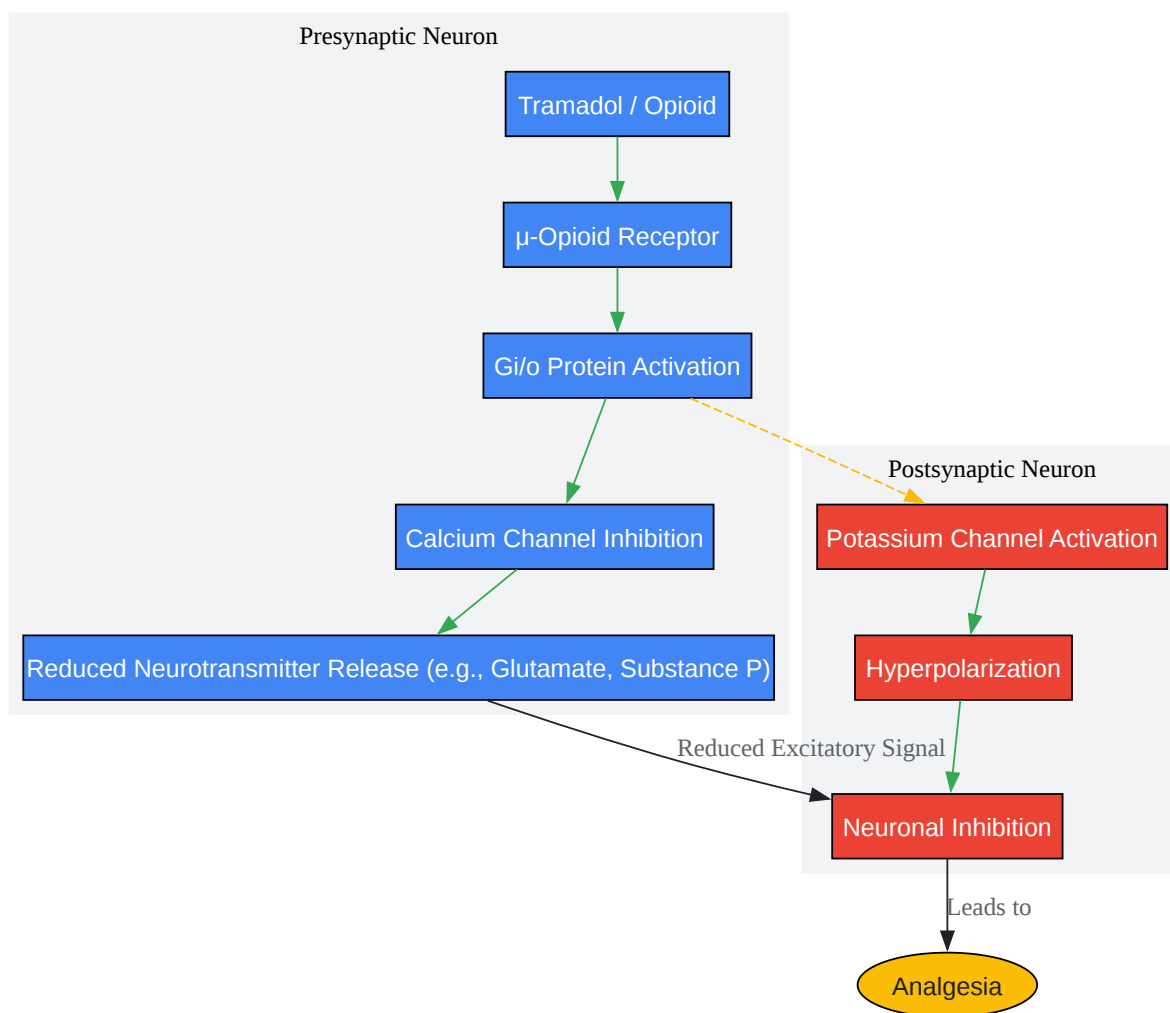 Presynaptic Neuron
Tramadol / Opioid
μ-Opioid Receptor
Gi/o Protein Activation
Postsynaptic Neuron
Calcium Channel Inhibition
Potassium Channel Activation
Reduced Neurotransmitter Release (e.g., Glutamate, Substance P)
Hyperpolarization
Reduced Excitatory Signal
Neuronal Inhibition
Leads to
Analgesia